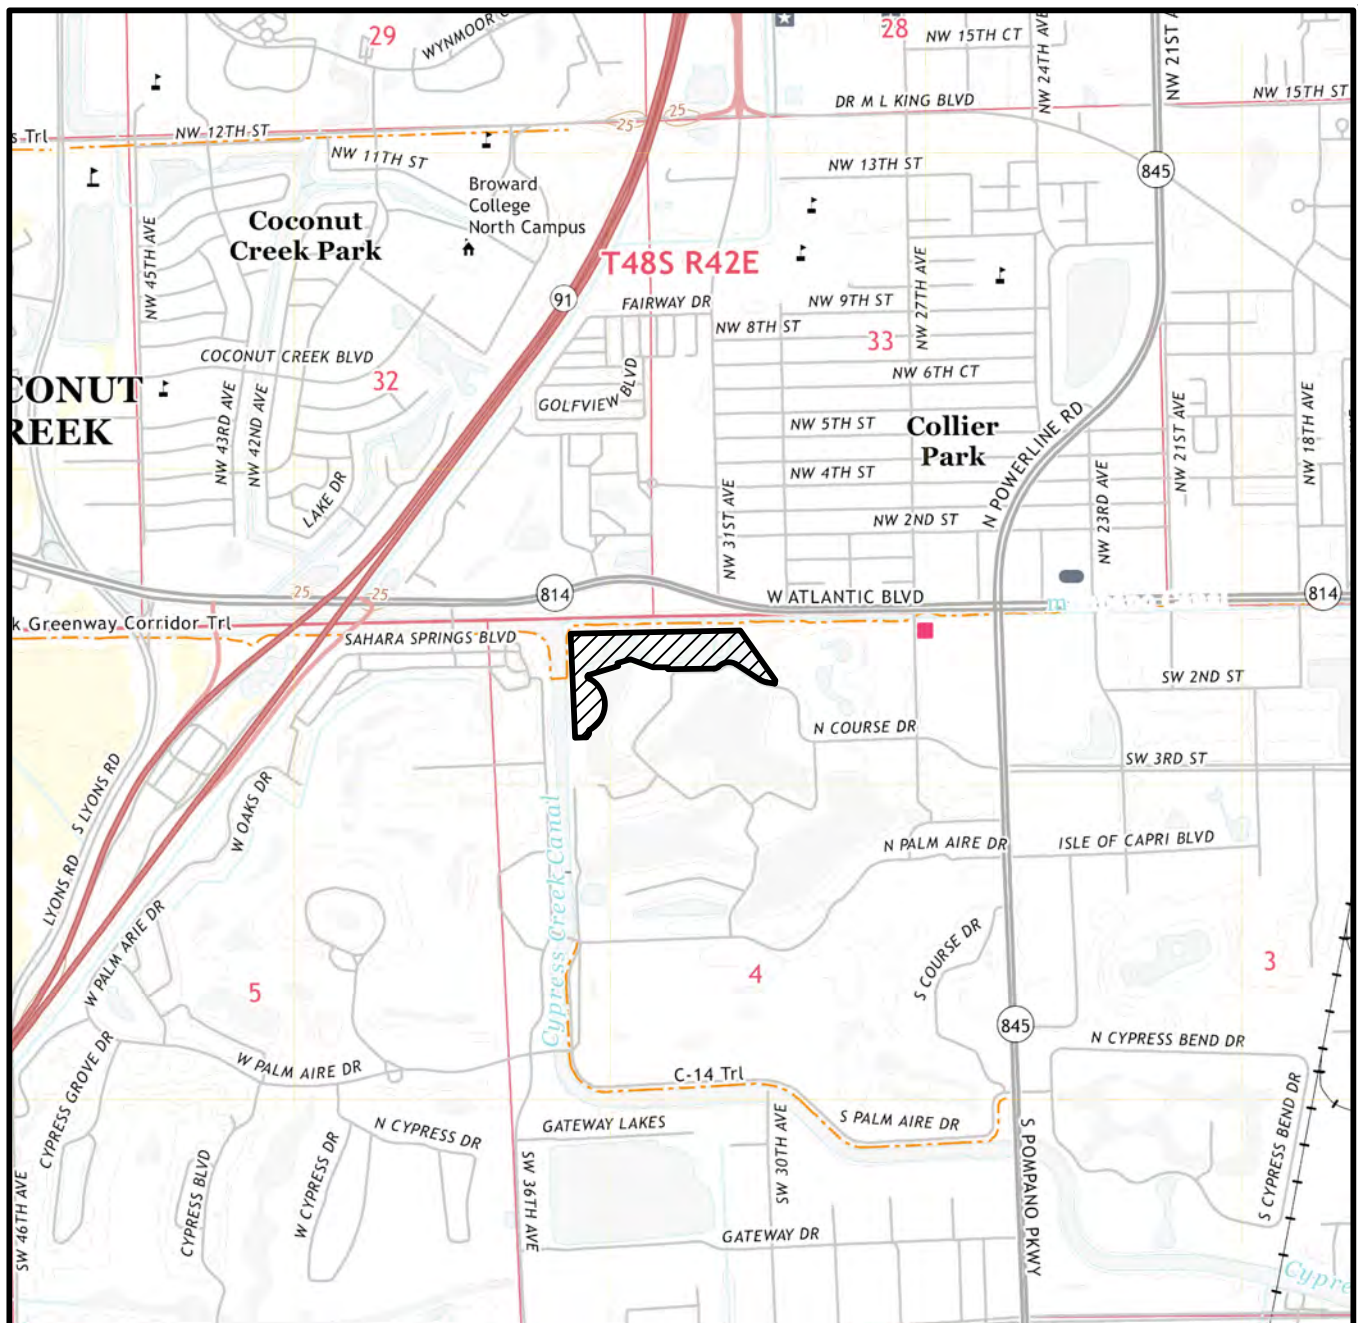 29
WYNMOOR C
28
NW 15TH CT
NW 24TH AVE
NW 21ST A
NW 15TH ST
DR M L KING BLVD
25
25
s Trl
NW 12TH ST
NW 11TH ST
NW 13TH ST
845
Broward
College
North Campus
Coconut
Creek Park
NW 45TH AVE
T48S R42E
NW 27TH AVE
91
FAIRWAY DR
NW 9TH ST
NW 8TH ST
33
COCONUT CREEK BLVD
32
NW 6TH CT
CONUT
REEK
NW 43RD AVE
NW 42ND AVE
GOLFVIEW BLVD
NW 5TH ST
Collier
Park
N POWERLINE RD
NW 21ST AVE
NW 18TH AVE
NW 4TH ST
LAKE DR
NW 31ST AVE
NW 2ND ST
NW 23RD AVE
25
25
814
W ATLANTIC BLVD
814
k Greenway Corridor Trl
SAHARA SPRINGS BLVD
SW 2ND ST
N COURSE DR
SW 3RD ST
S LYONS RD
W OAKS DR
Cypress Creek Canal
N PALM AIRE DR
ISLE OF CAPRI BLVD
LYONS RD
W PALM ARIE DR
S COURSE DR
5
4
3
845
N CYPRESS BEND DR
CYPRESS GROVE DR
W PALM AIRE DR
C-14 Trl
S PALM AIRE DR
GATEWAY LAKES
N CYPRESS DR
SW 30TH AVE
S POMPANO PKWY
S CYPRESS BEND DR
SW 46TH AVE
CYPRESS BLVD
W CYPRESS DR
SW 36TH AVE
GATEWAY DR
Cypre